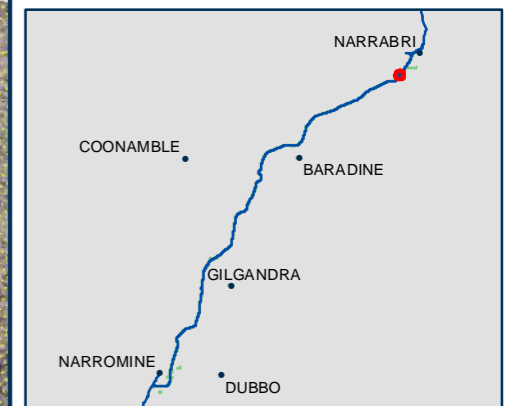 NARRABRI
COONAMBLE
BARADINE
GILGANDRA
NARROMINE
DUBBO